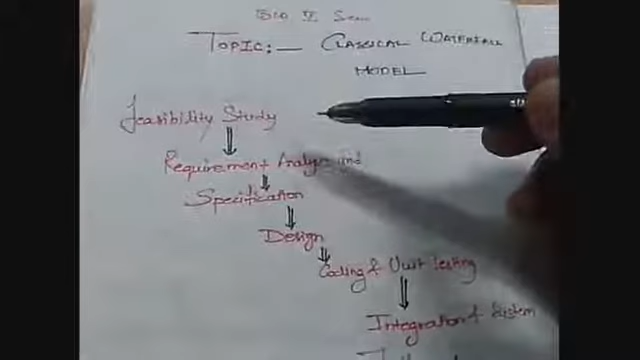 Topic:- Classical Waterfall
Model
Feasibility Study
Requirement Analysis and
Specification
Design
Coding & Unit Testing
Integration & System